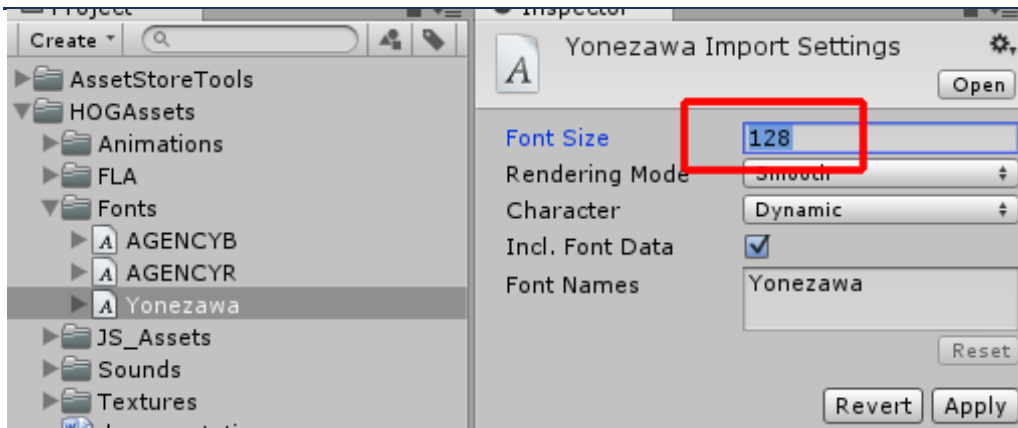 Project
Inspector
Create
Yonezawa Import Settings
Open
AssetStoreTools
HOGAssets
Animations
FLA
Fonts
AGENCYB
AGENCYR
Yonezawa
JS_Assets
Sounds
Textures
Font Size 128
Rendering Mode Smooth
Character Dynamic
Incl. Font Data
Font Names Yonezawa
Reset
Revert Apply